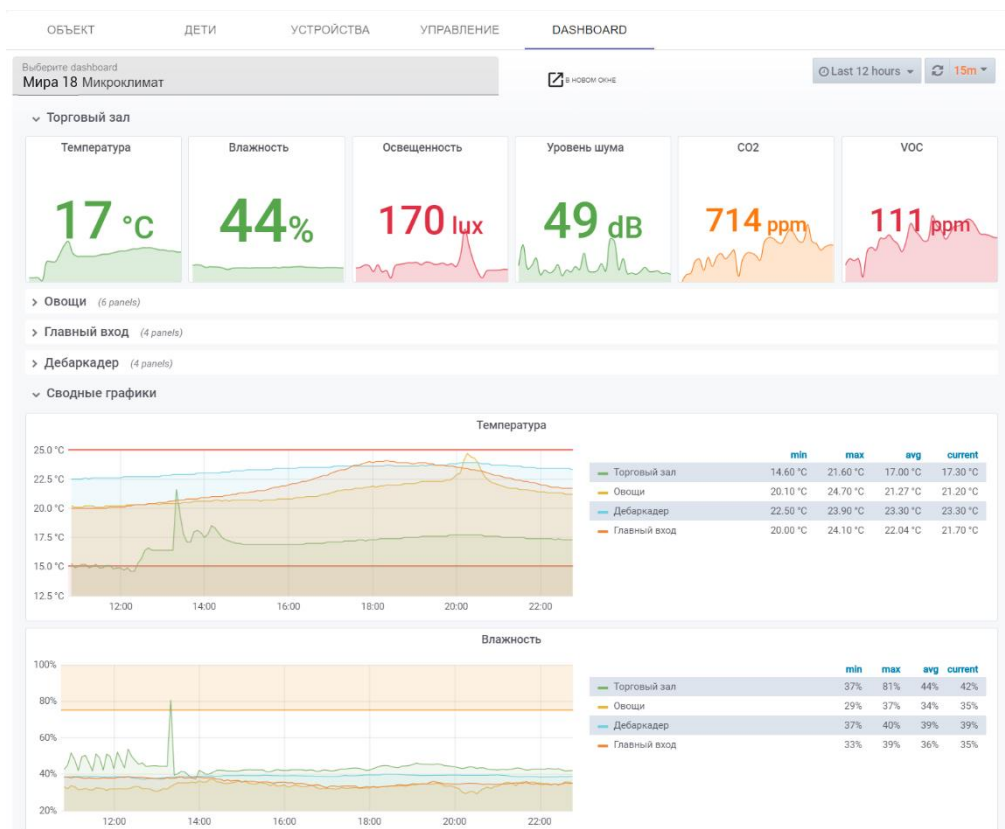 ОБЪЕКТ ДЕТИ УСТРОЙСТВА УПРАВЛЕНИЕ DASHBOARD
Выберите dashboard
Мира 18 Микроклимат
В НОВОМ ОКНЕ
Last 12 hours 15m
Торговый зал
Температура Влажность Освещенность Уровень шума CO2 VOC
17 °C 44% 170 lux 49 dB 714 ppm 111 ppm
Овощи (6 panels)
Главный вход (4 panels)
Дебаркадер (4 panels)
Сводные графики
Температура
25.0 °C
22.5 °C
20.0 °C
17.5 °C
15.0 °C
12.5 °C
12:00 14:00 16:00 18:00 20:00 22:00
min max avg current
Торговый зал 14.60 °C 21.60 °C 17.00 °C 17.30 °C
Овощи 20.10 °C 24.70 °C 21.27 °C 21.20 °C
Дебаркадер 22.50 °C 23.90 °C 23.30 °C 23.30 °C
Главный вход 20.00 °C 24.10 °C 22.04 °C 21.70 °C
Влажность
100%
80%
60%
40%
20%
12:00 14:00 16:00 18:00 20:00 22:00
min max avg current
Торговый зал 37% 81% 44% 42%
Овощи 29% 37% 34% 35%
Дебаркадер 37% 40% 39% 39%
Главный вход 33% 39% 36% 35%